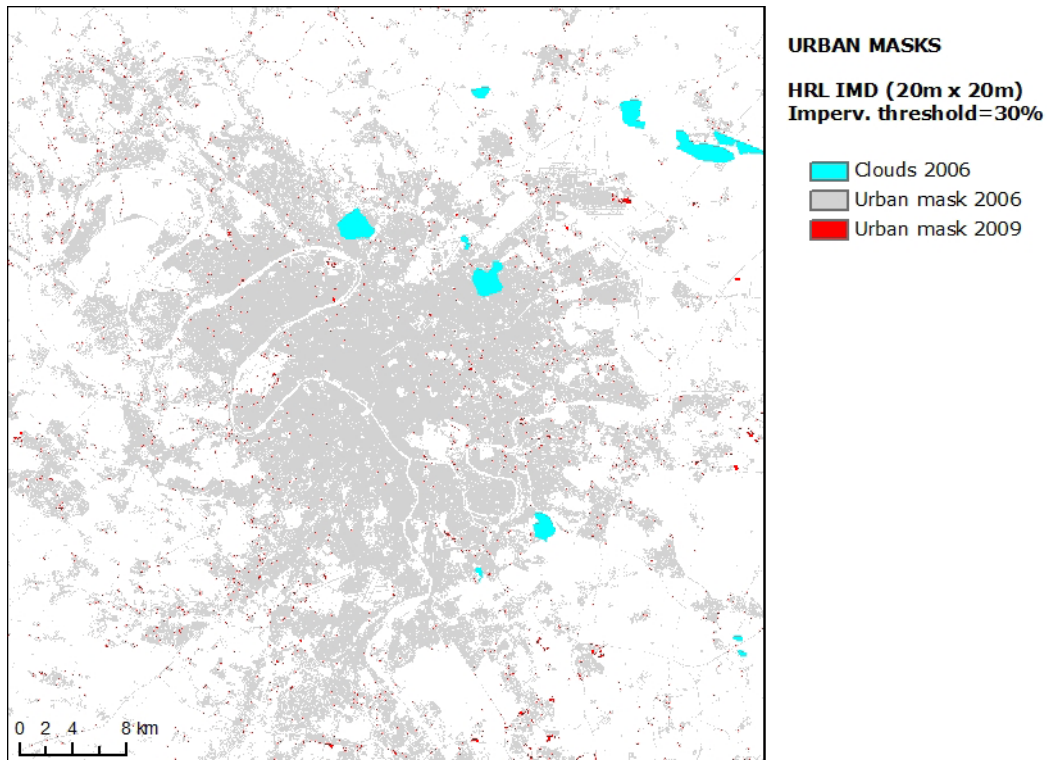 URBAN MASKS
HRL IMD (20m x 20m)
Imperv. threshold=30%
Clouds 2006
Urban mask 2006
Urban mask 2009
0 2 4 8 km